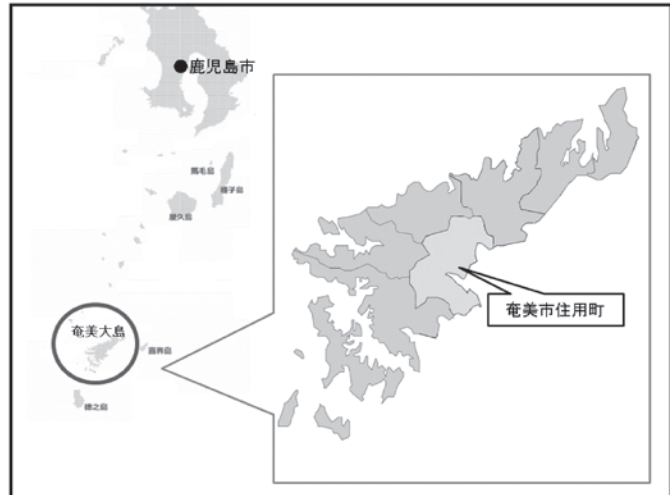 鹿児島市
馬毛島
種子島
屋久島
奄美大島
喜界島
徳之島
奄美市住用町